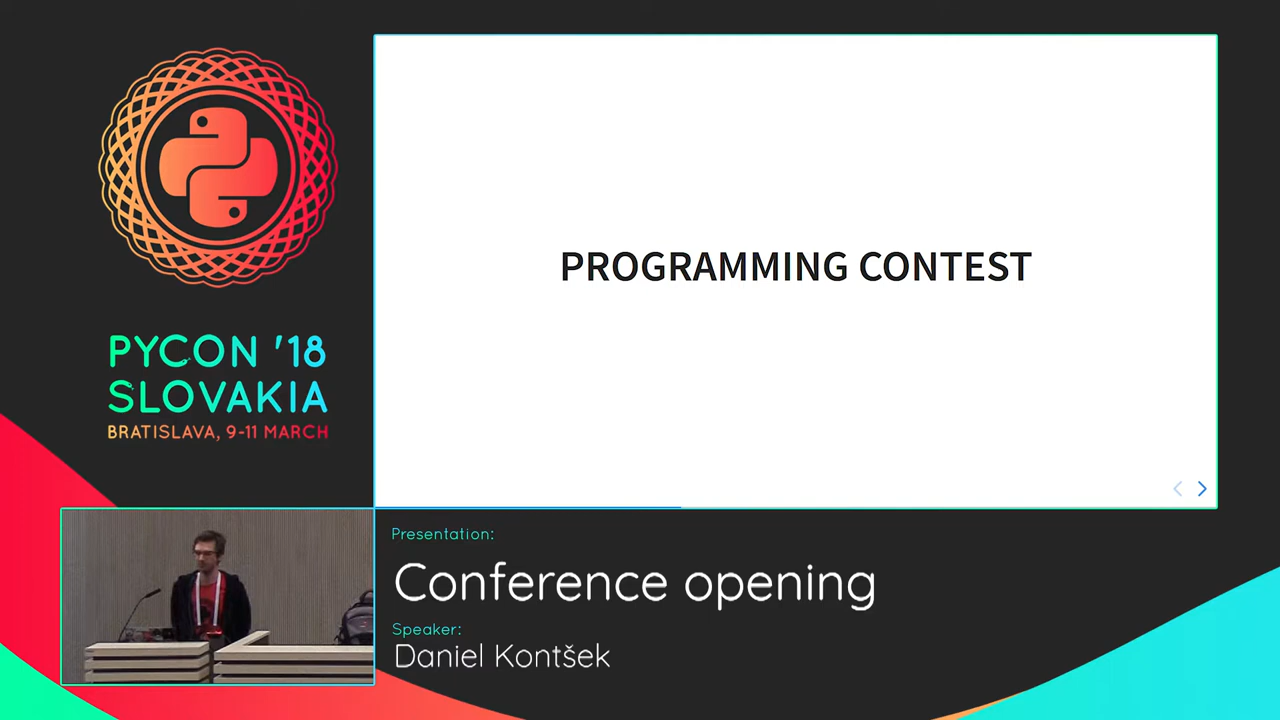 PYCON '18
SLOVAKIA
BRATISLAVA, 9-11 MARCH
PROGRAMMING CONTEST
Presentation:
Conference opening
Speaker:
Daniel Kontšek